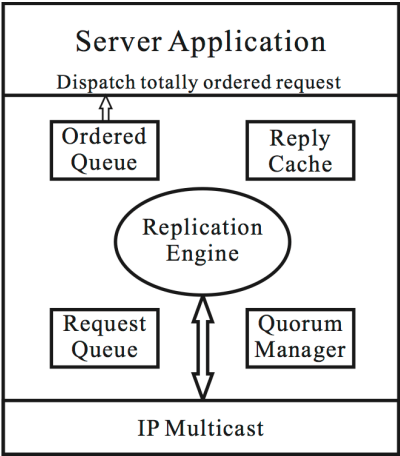 Server Application
Dispatch totally ordered request
Ordered
Queue
Reply
Cache
Replication
Engine
Request
Queue
Quorum
Manager
IP Multicast